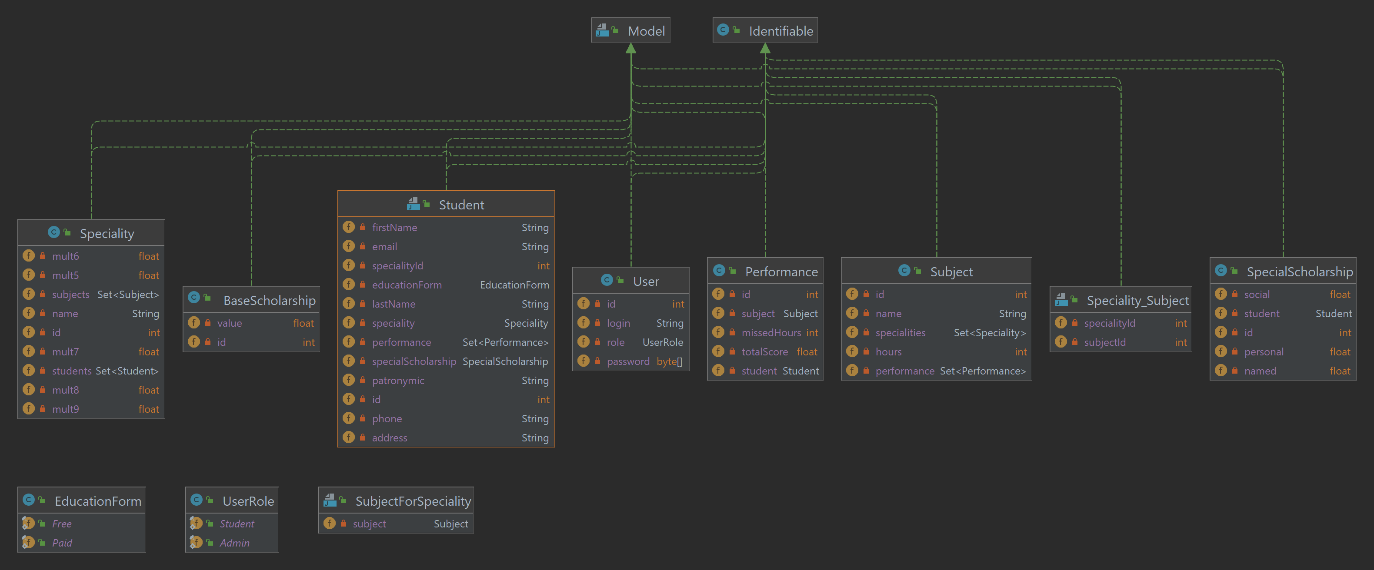 Model
Identifiable
Speciality
mult6 float
mult5 float
subjects Set<Subject>
name String
id int
mult7 float
students Set<Student>
mult8 float
mult9 float
BaseScholarship
value float
id int
Student
firstName String
email String
specialityId int
educationForm EducationForm
lastName String
speciality Speciality
performance Set<Performance>
specialScholarship SpecialScholarship
patronymic String
id int
phone String
address String
User
id int
login String
role UserRole
password byte[]
Performance
id int
subject Subject
missedHours int
totalScore float
student Student
Subject
id int
name String
specialities Set<Speciality>
hours int
performance Set<Performance>
Speciality_Subject
specialityId int
subjectId int
SpecialScholarship
social float
student Student
id int
personal float
named float
EducationForm
Free
Paid
UserRole
Student
Admin
SubjectForSpeciality
subject Subject